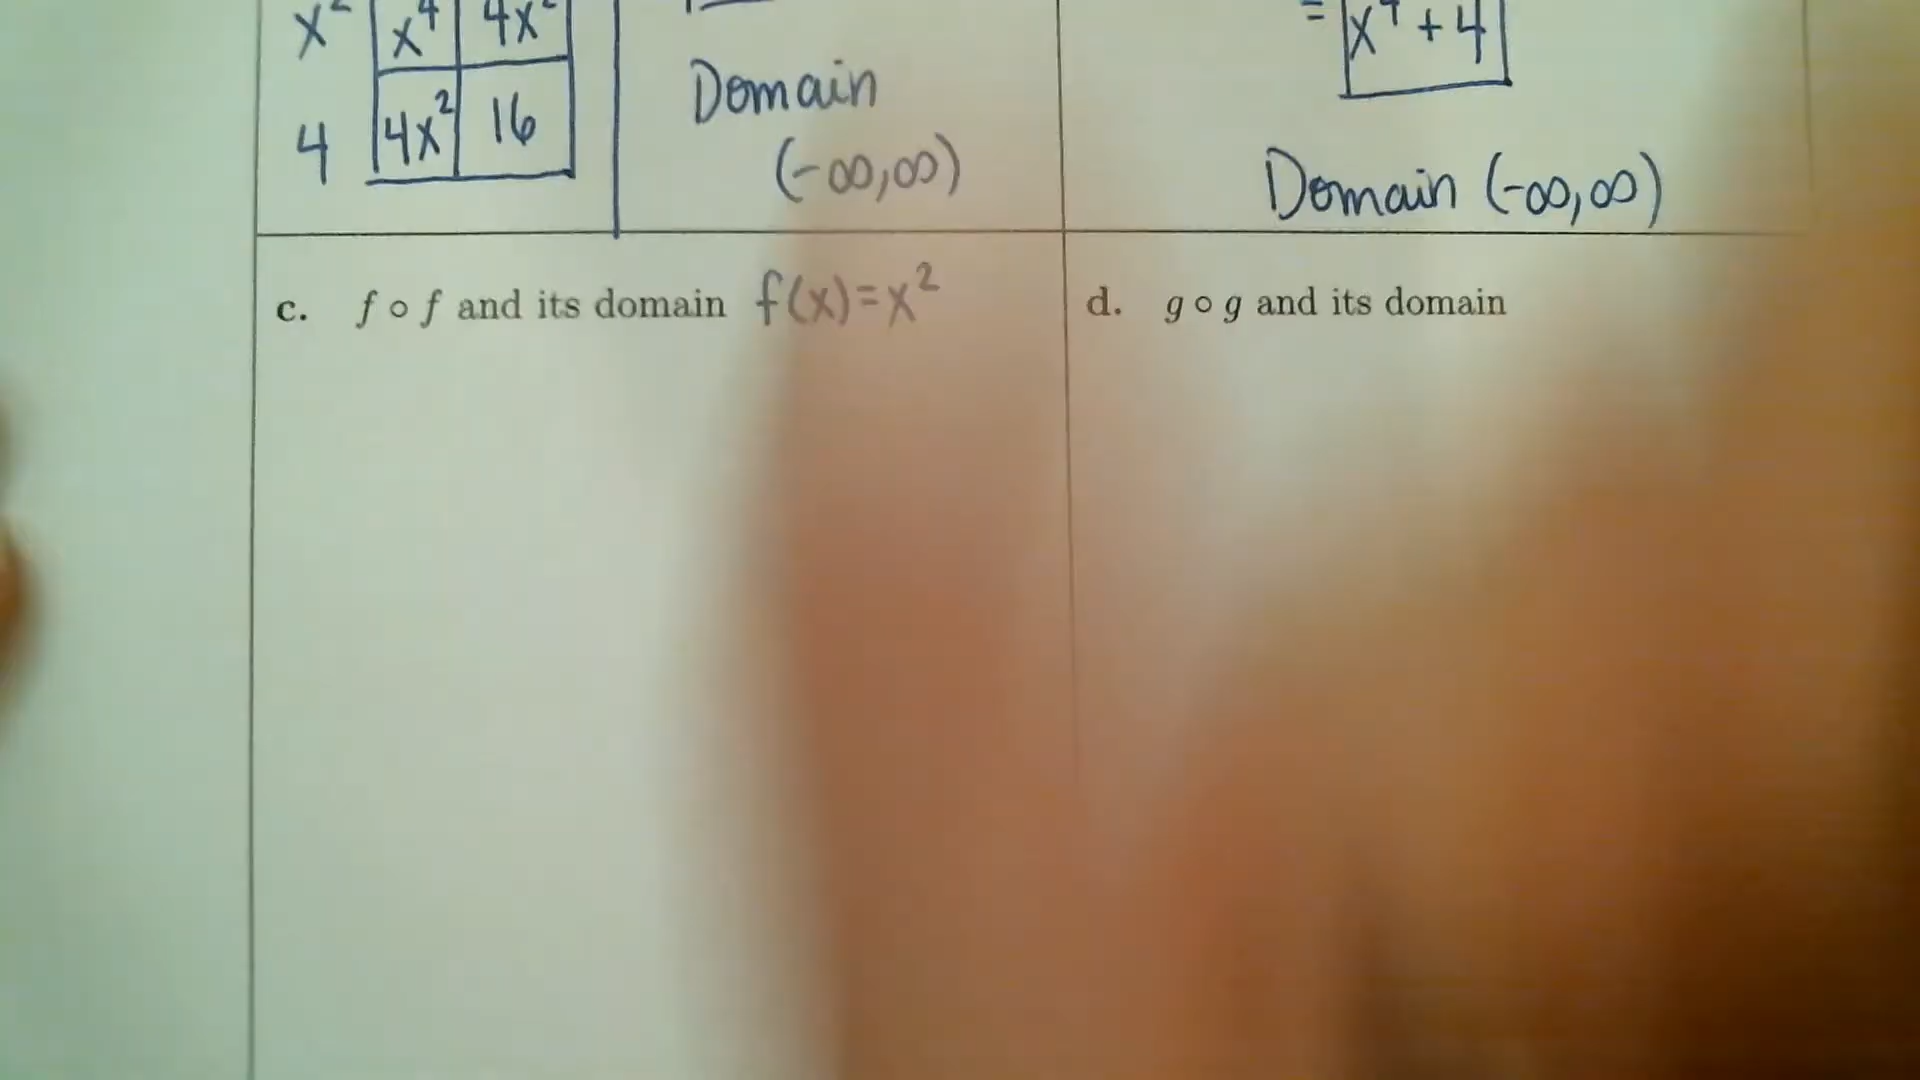 x² x⁴ 4x²
4 4x² 16
Domain
(-∞,∞)
= x⁴ + 4
Domain (-∞,∞)
c. f ∘ f and its domain f(x)=x²
d. g ∘ g and its domain